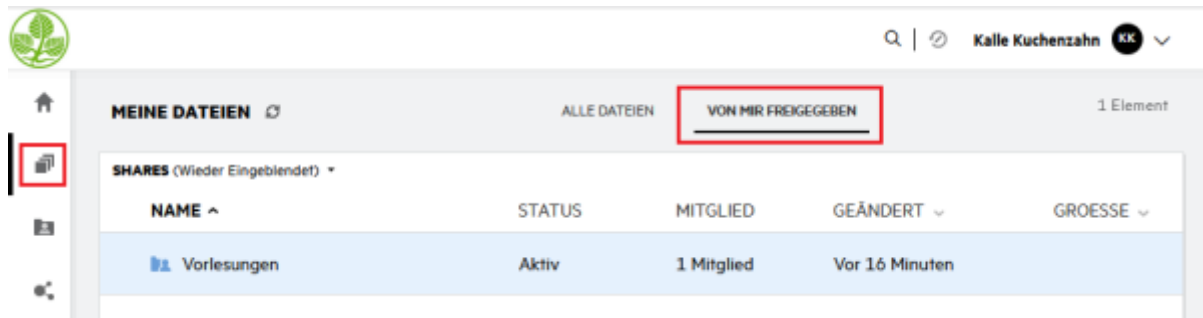 Kalle Kuchenzahn KK
MEINE DATEIEN ALLE DATEIEN VON MIR FREIGEGEBEN 1 Element
SHARES (Wieder Eingeblendet)
NAME STATUS MITGLIED GEÄNDERT GROESSE
Vorlesungen Aktiv 1 Mitglied Vor 16 Minuten